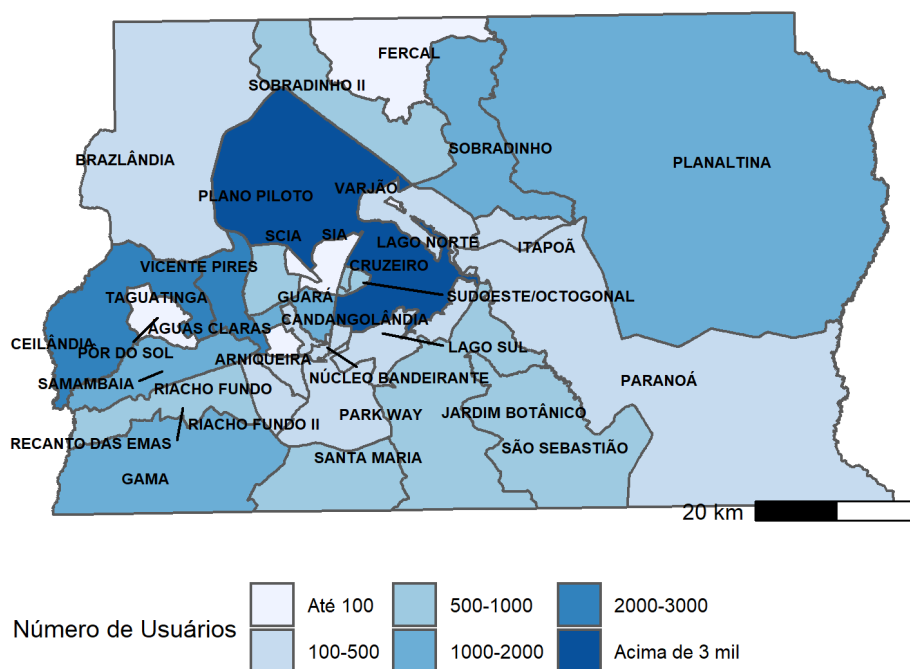 FERCAL
SOBRADINHO II
SOBRADINHO
BRAZLÂNDIA
PLANALTINA
PLANO PILOTO
VARJÃO
SCIA
SIA
LAGO NORTE
ITAPOÃ
VICENTE PIRES
CRUZEIRO
TAGUATINGA
GUARÁ
SUDOESTE/OCTOGONAL
CANDANGOLÂNDIA
ÁGUAS CLARAS
CEILÂNDIA
LAGO SUL
POR DO SOL
ARNIQUEIRA
SAMAMBAIA
RIACHO FUNDO
NÚCLEO BANDEIRANTE
PARANOÁ
PARK WAY
JARDIM BOTÂNICO
RIACHO FUNDO II
RECANTO DAS EMAS
SÃO SEBASTIÃO
SANTA MARIA
GAMA
20 km
Número de Usuários
Até 100
500-1000
2000-3000
100-500
1000-2000
Acima de 3 mil